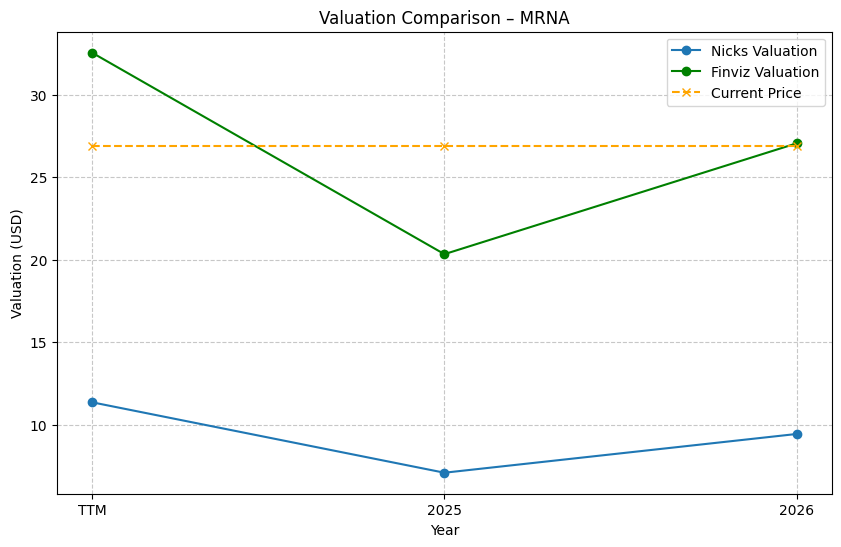 Valuation Comparison – MRNA
Nicks Valuation
Finviz Valuation
Current Price
Valuation (USD)
30
25
20
15
10
TTM
2025
2026
Year